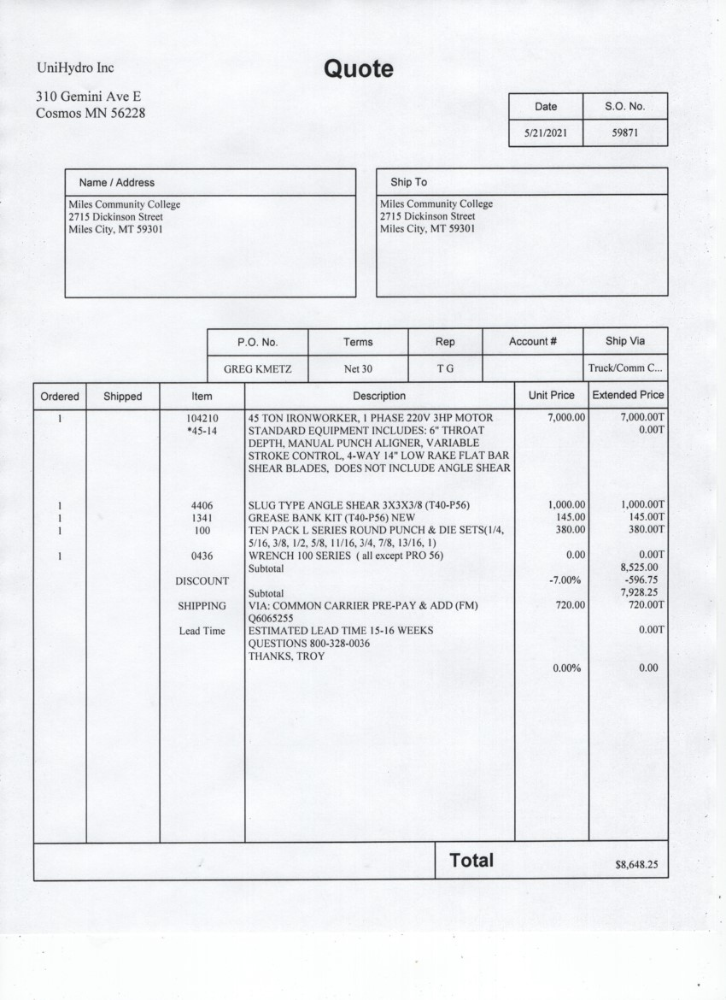 UniHydro Inc
Quote
310 Gemini Ave E
Cosmos MN 56228
Date S.O. No.
5/21/2021 59871
Name / Address
Miles Community College
2715 Dickinson Street
Miles City, MT 59301
Ship To
Miles Community College
2715 Dickinson Street
Miles City, MT 59301
P.O. No. Terms Rep Account # Ship Via
GREG KMETZ Net 30 T G Truck/Comm C...
Ordered Shipped Item Description Unit Price Extended Price
1 104210 45 TON IRONWORKER, 1 PHASE 220V 3HP MOTOR 7,000.00 7,000.00T
*45-14 STANDARD EQUIPMENT INCLUDES: 6" THROAT 0.00T
DEPTH, MANUAL PUNCH ALIGNER, VARIABLE
STROKE CONTROL, 4-WAY 14" LOW RAKE FLAT BAR
SHEAR BLADES, DOES NOT INCLUDE ANGLE SHEAR
1 4406 SLUG TYPE ANGLE SHEAR 3X3X3/8 (T40-P56) 1,000.00 1,000.00T
1 1341 GREASE BANK KIT (T40-P56) NEW 145.00 145.00T
1 100 TEN PACK L SERIES ROUND PUNCH & DIE SETS(1/4, 380.00 380.00T
5/16, 3/8, 1/2, 5/8, 11/16, 3/4, 7/8, 13/16, 1)
1 0436 WRENCH 100 SERIES ( all except PRO 56) 0.00 0.00T
Subtotal 8,525.00
DISCOUNT -7.00% -596.75
Subtotal 7,928.25
SHIPPING VIA: COMMON CARRIER PRE-PAY & ADD (FM) 720.00 720.00T
Q6065255
Lead Time ESTIMATED LEAD TIME 15-16 WEEKS 0.00T
QUESTIONS 800-328-0036
THANKS, TROY
0.00% 0.00
Total $8,648.25